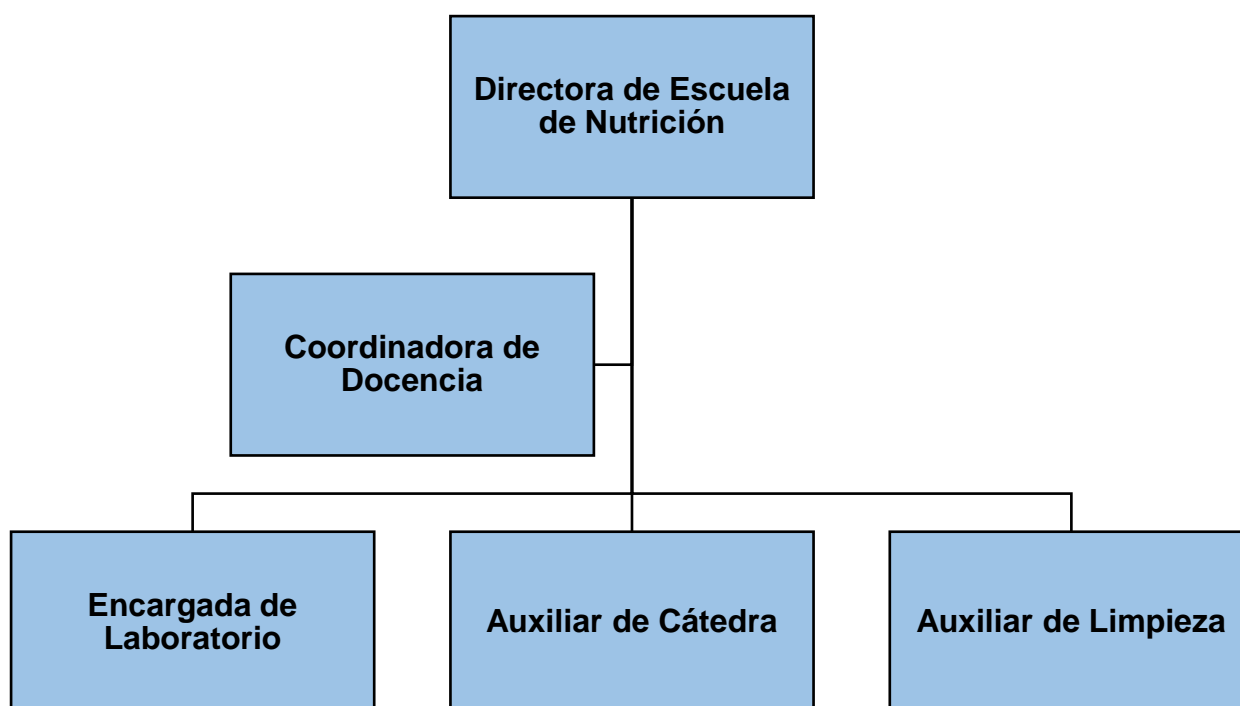 Directora de Escuela
de Nutrición
Coordinadora de
Docencia
Encargada de
Laboratorio
Auxiliar de Cátedra
Auxiliar de Limpieza